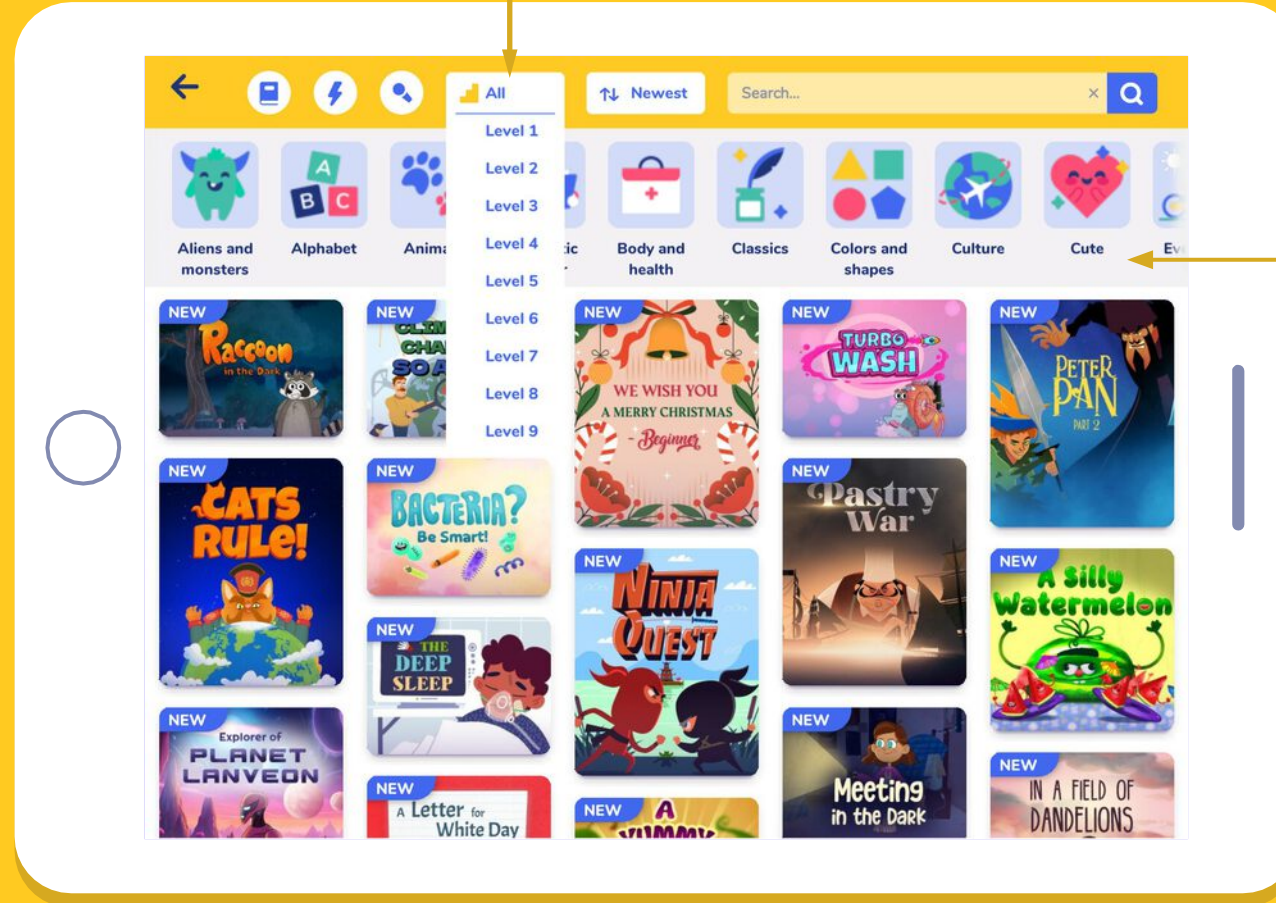 All
Newest
Search...
Level 1
Level 2
Level 3
Level 4
Level 5
Level 6
Level 7
Level 8
Level 9
A
B C
Aliens and
monsters
Alphabet
Body and
health
Classics
Colors and
shapes
Culture
Cute
NEW
Raccoon
in the Dark
NEW
NEW
WE WISH YOU
A MERRY CHRISTMAS
- Beginner
NEW
TURBO
WASH
NEW
PETER
PAN
PART 2
NEW
CATS
RULE!
NEW
BACTERIA?
Be Smart!
NEW
Pastry
War
NEW
NINJA
QUEST
NEW
A Silly
Watermelon
NEW
THE
DEEP
SLEEP
NEW
Explorer of
PLANET
LANVEON
NEW
A Letter for
White Day
NEW
A
YUMMY
NEW
Meeting
in the Dark
NEW
IN A FIELD OF
DANDELIONS